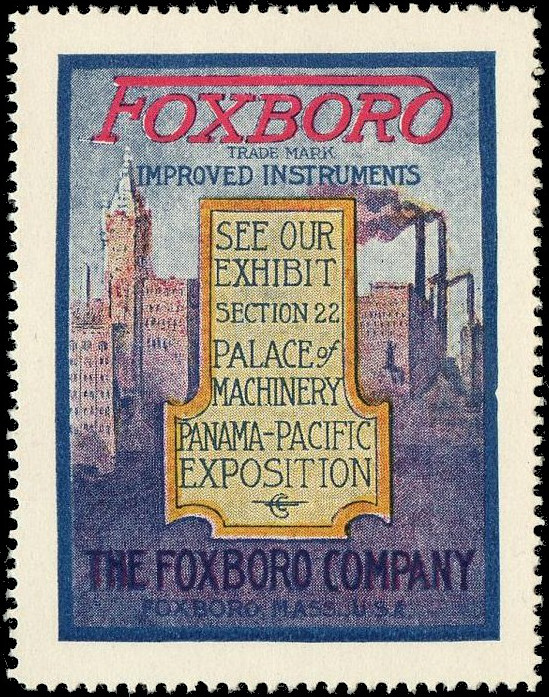 FOXBORO
TRADE MARK
IMPROVED INSTRUMENTS
SEE OUR
EXHIBIT
SECTION 22
PALACE of
MACHINERY
PANAMA-PACIFIC
EXPOSITION
THE FOXBORO COMPANY
FOXBORO, MASS., U.S.A.